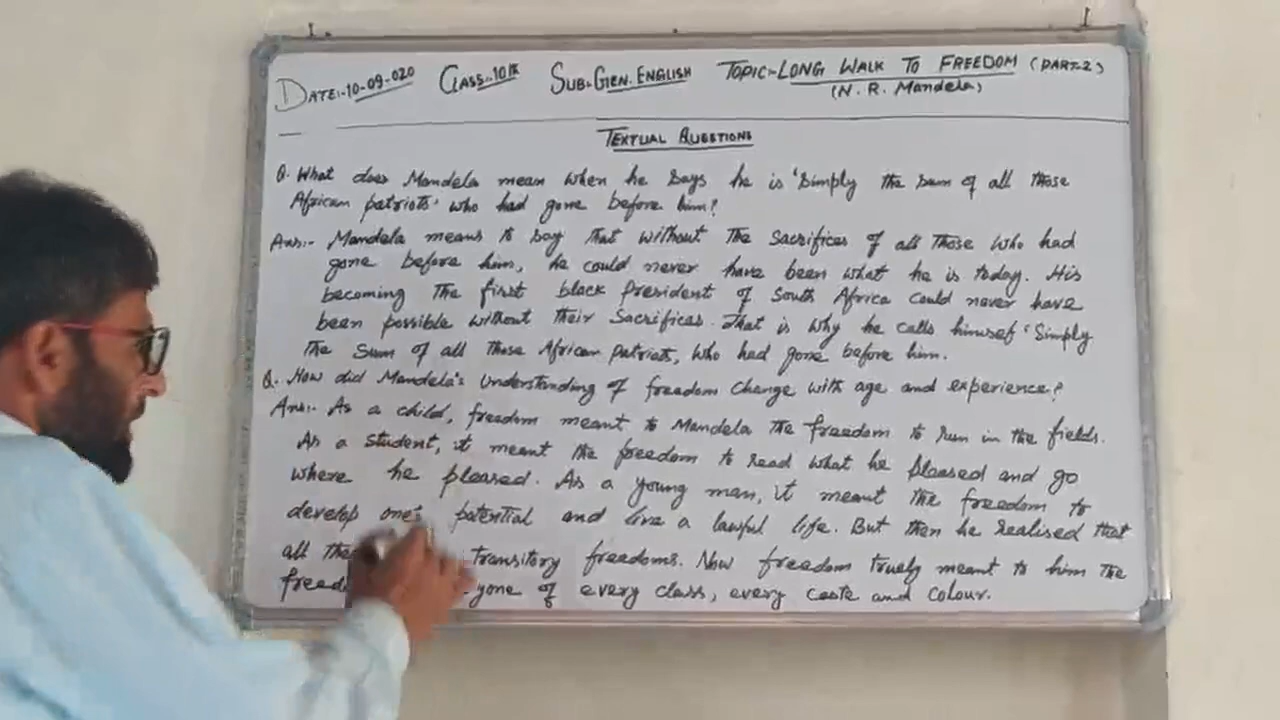 DATE:-10-09-020 CLASS:-10th SUB:-GEN. ENGLISH TOPIC:-LONG WALK TO FREEDOM (PART-2)
(N. R. Mandela)
TEXTUAL QUESTIONS
Q. What does Mandela mean when he says he is 'simply the sum of all those
African patriots' who had gone before him?
Ans:- Mandela means to say that without the sacrifices of all those who had
gone before him, he could never have been what he is today. His
becoming the first black President of South Africa could never have
been possible without their sacrifices. That is why he calls himself 'Simply
the sum of all those African patriots, who had gone before him.
Q. How did Mandela's understanding of freedom change with age and experience?
Ans:- As a child, freedom meant to Mandela the freedom to run in the fields.
As a student, it meant the freedom to read what he pleased and go
where he pleased. As a young man, it meant the freedom to
develop one's potential and live a lawful life. But then he realised that
all transitory freedoms. Now freedom truely meant to him the
of every class, every caste and colour.